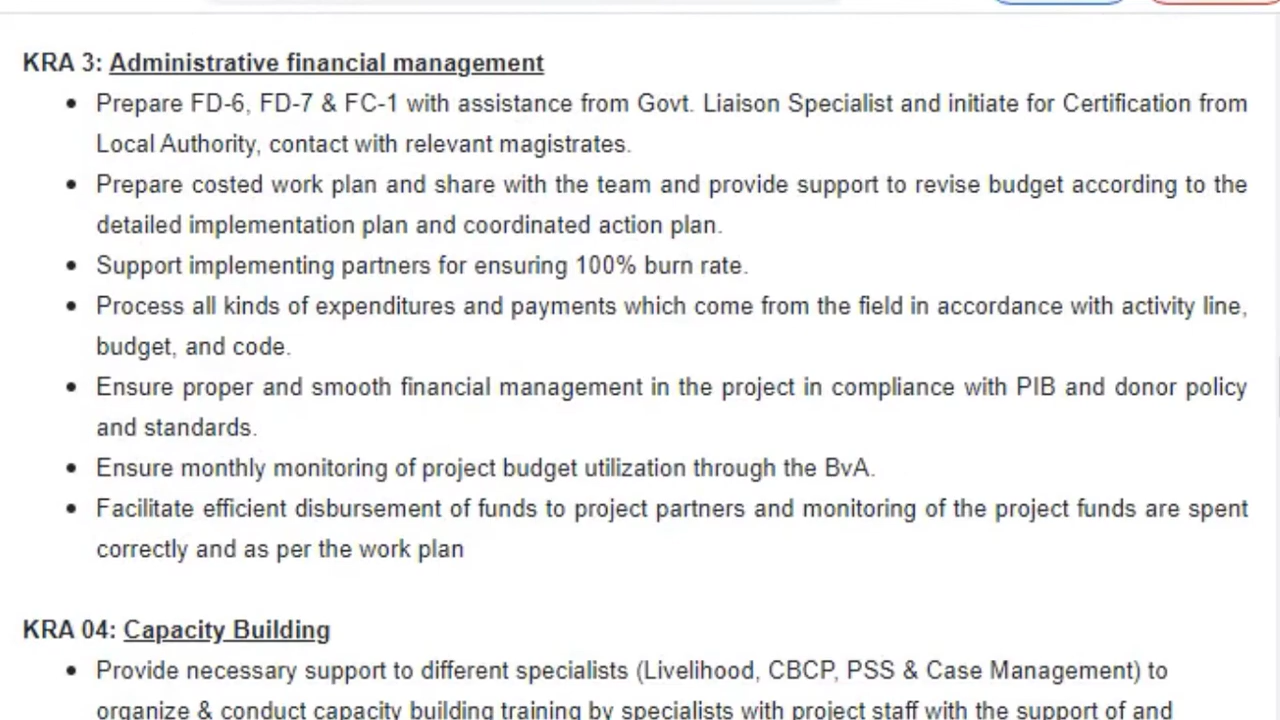 KRA 3: Administrative financial management
• Prepare FD-6, FD-7 & FC-1 with assistance from Govt. Liaison Specialist and initiate for Certification from
Local Authority, contact with relevant magistrates.
• Prepare costed work plan and share with the team and provide support to revise budget according to the
detailed implementation plan and coordinated action plan.
• Support implementing partners for ensuring 100% burn rate.
• Process all kinds of expenditures and payments which come from the field in accordance with activity line,
budget, and code.
• Ensure proper and smooth financial management in the project in compliance with PIB and donor policy
and standards.
• Ensure monthly monitoring of project budget utilization through the BvA.
• Facilitate efficient disbursement of funds to project partners and monitoring of the project funds are spent
correctly and as per the work plan
KRA 04: Capacity Building
• Provide necessary support to different specialists (Livelihood, CBCP, PSS & Case Management) to
organize & conduct capacity building training by specialists with project staff with the support of and